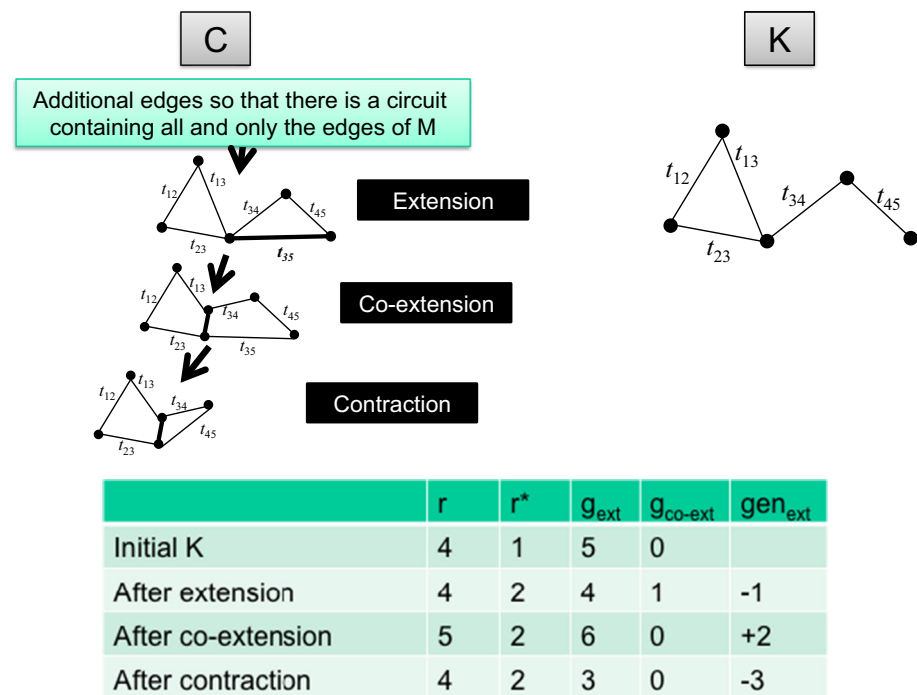 C
K
Additional edges so that there is a circuit
containing all and only the edges of M
t12 t13 t34 t45 t23 t35
Extension
t12 t13 t34 t45 t23 t35
Co-extension
t12 t13 t34 t45 t23
Contraction
t12 t13 t34 t45 t23
r r* g_ext g_co-ext gen_ext
Initial K 4 1 5 0
After extension 4 2 4 1 -1
After co-extension 5 2 6 0 +2
After contraction 4 2 3 0 -3